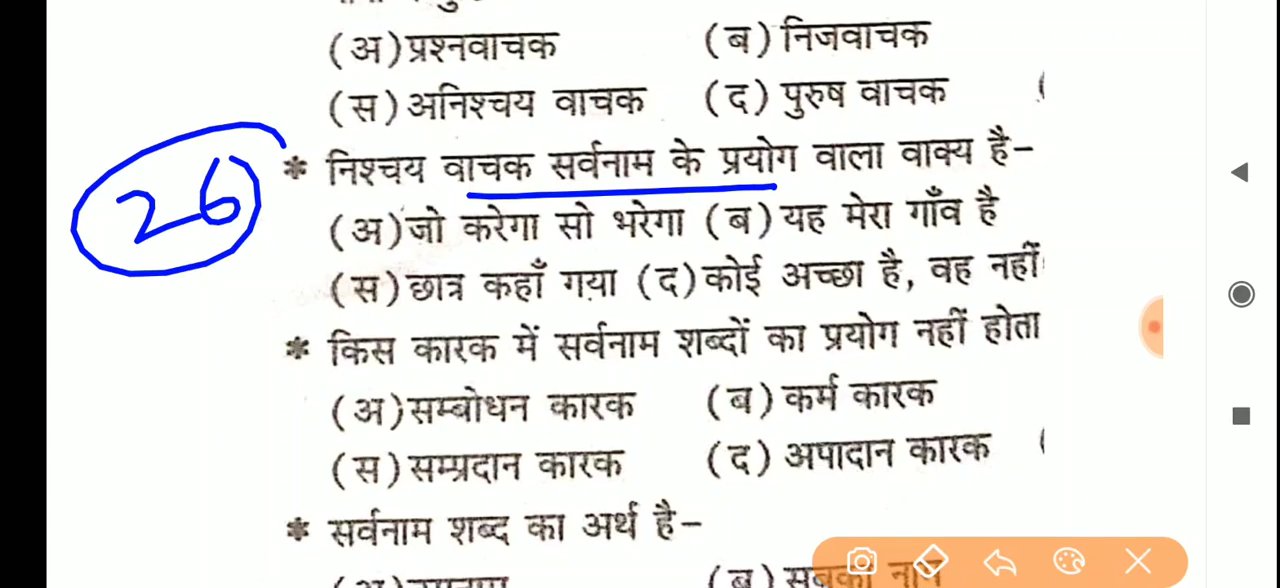 (अ) प्रश्नवाचक (ब) निजवाचक
(स) अनिश्चय वाचक (द) पुरुष वाचक (
26
* निश्चय वाचक सर्वनाम के प्रयोग वाला वाक्य है–
(अ) जो करेगा सो भरेगा (ब) यह मेरा गाँव है
(स) छात्र कहाँ गया (द) कोई अच्छा है, वह नहीं
* किस कारक में सर्वनाम शब्दों का प्रयोग नहीं होता
(अ) सम्बोधन कारक (ब) कर्म कारक
(स) सम्प्रदान कारक (द) अपादान कारक (
* सर्वनाम शब्द का अर्थ है–
(ब) सबका नाम